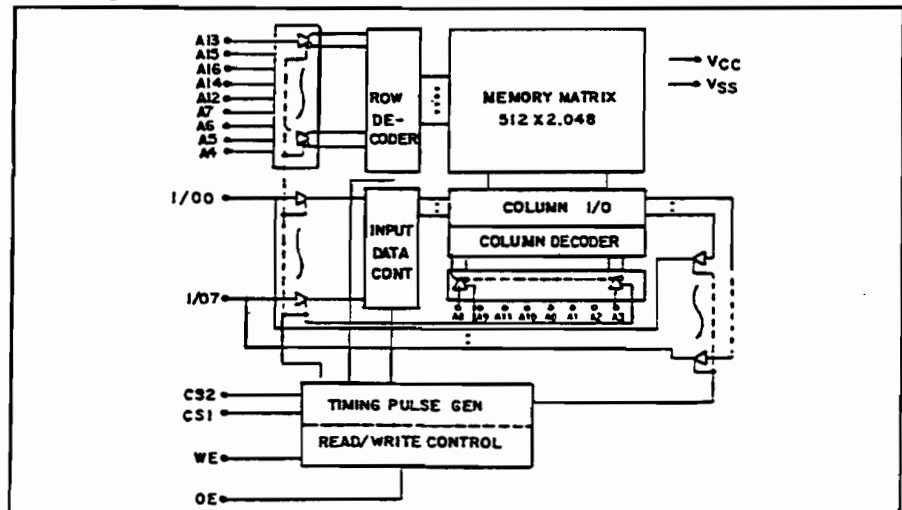 A13
A15
A16
A14
A12
A7
A6
A5
A4
ROW
DE-
CODER
MEMORY MATRIX
512 X 2,048
VCC
VSS
I/O0
I/O7
INPUT
DATA
CONT
COLUMN I/O
COLUMN DECODER
A8 A9 A11 A10 A0 A1 A2 A3
CS2
CS1
WE
OE
TIMING PULSE GEN
READ/WRITE CONTROL